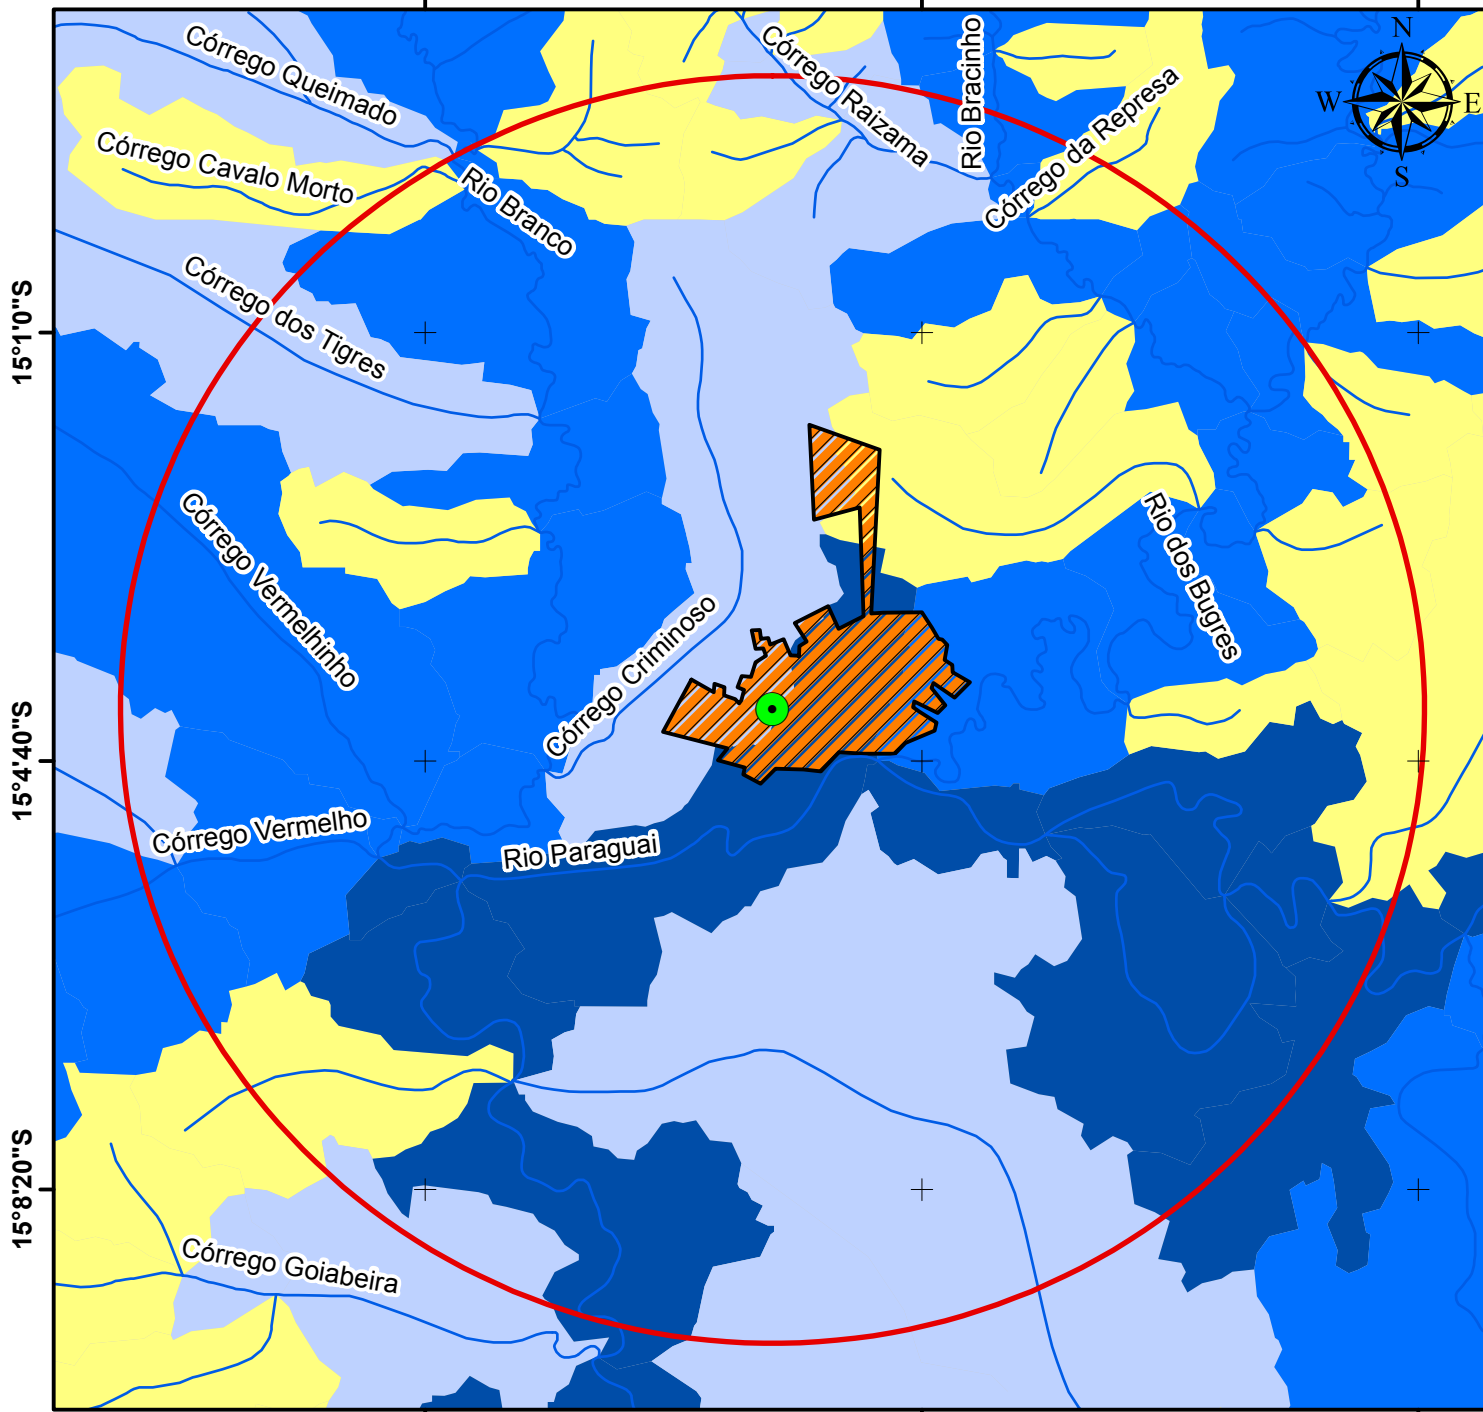 Córrego Queimado
Córrego Raizama
Rio Bracinho
N
W
E
S
Córrego da Represa
Córrego Cavalo Morto
Rio Branco
Córrego dos Tigres
15°1'0"S
Córrego Vermelhinho
Rio dos Bugres
Córrego Criminoso
15°4'40"S
Córrego Vermelho
Rio Paraguai
15°8'20"S
Córrego Goiabeira